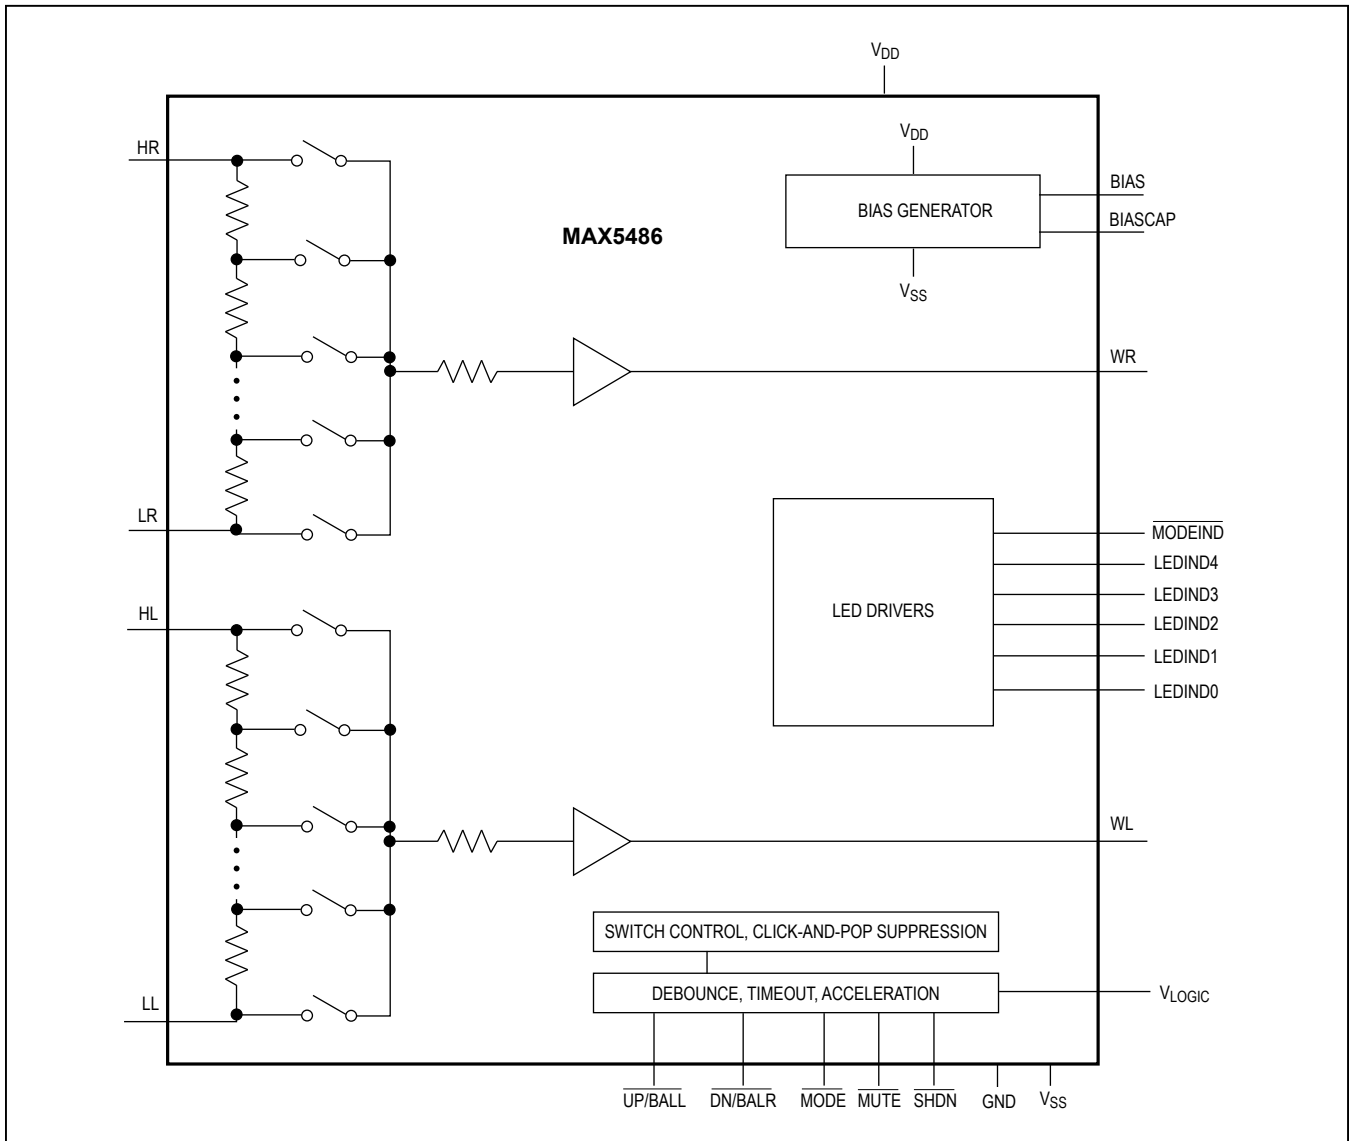 VDD
HR
VDD
BIAS GENERATOR
BIAS
BIASCAP
MAX5486
VSS
WR
LR
MODEIND
LEDIND4
LEDIND3
LED DRIVERS
LEDIND2
LEDIND1
LEDIND0
HL
WL
SWITCH CONTROL, CLICK-AND-POP SUPPRESSION
DEBOUNCE, TIMEOUT, ACCELERATION
VLOGIC
LL
UP/BALL DN/BALR MODE MUTE SHDN GND VSS